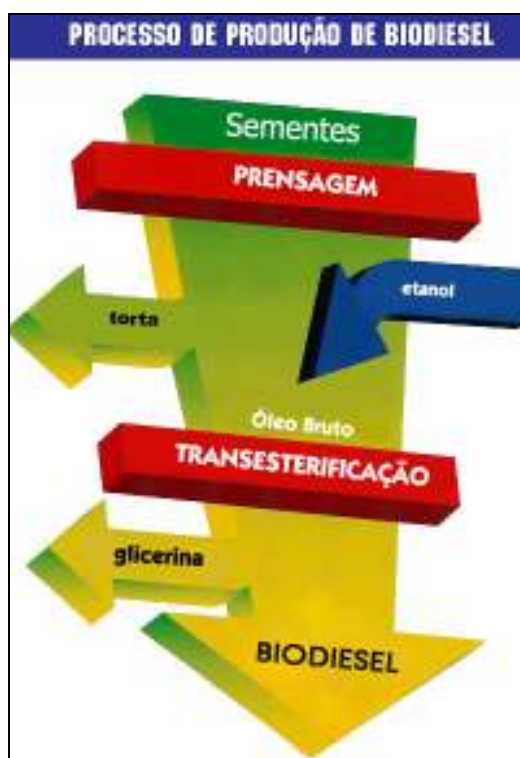 PROCESSO DE PRODUÇÃO DE BIODIESEL
Sementes
PRENSAGEM
etanol
torta
Óleo Bruto
TRANSESTERIFICAÇÃO
glicerina
BIODIESEL